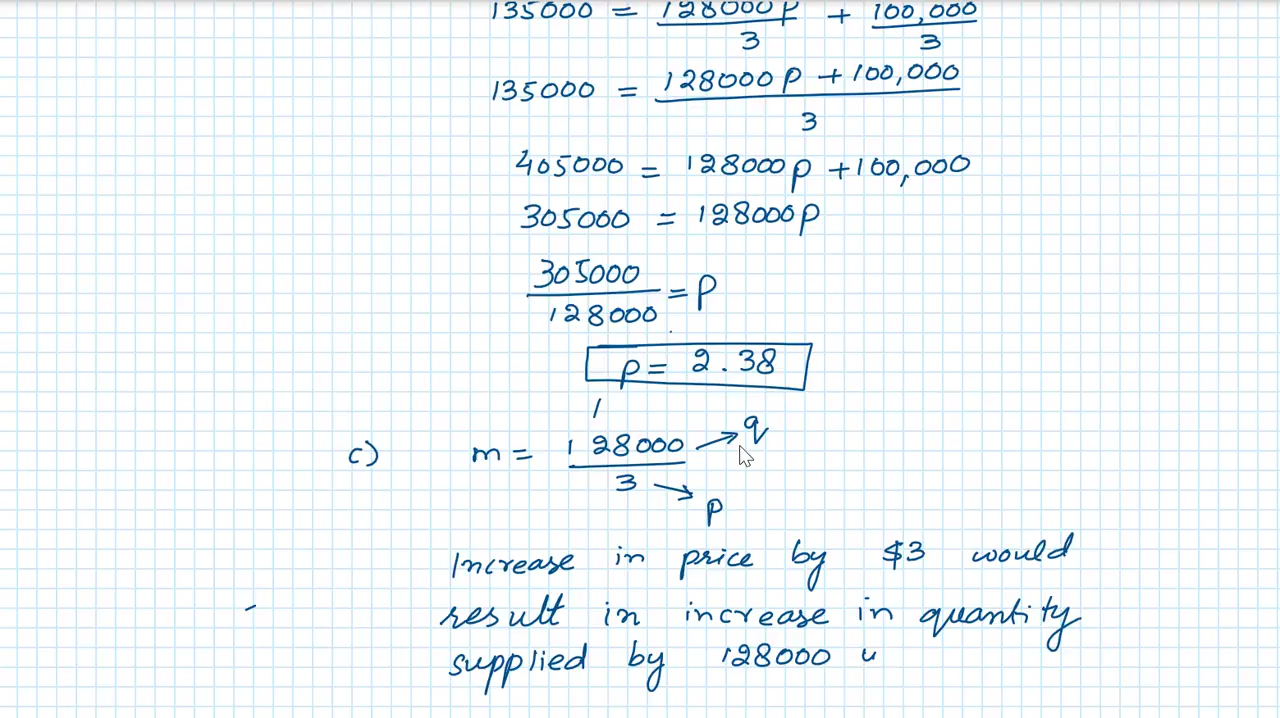 135000 = 128000p/3 + 100,000/3
135000 = 128000p + 100,000
3
405000 = 128000p + 100,000
305000 = 128000p
305000
128000 = p
p = 2.38
c) m = 128000 → q
3 → p
Increase in price by $3 would
result in increase in quantity
supplied by 128000 u